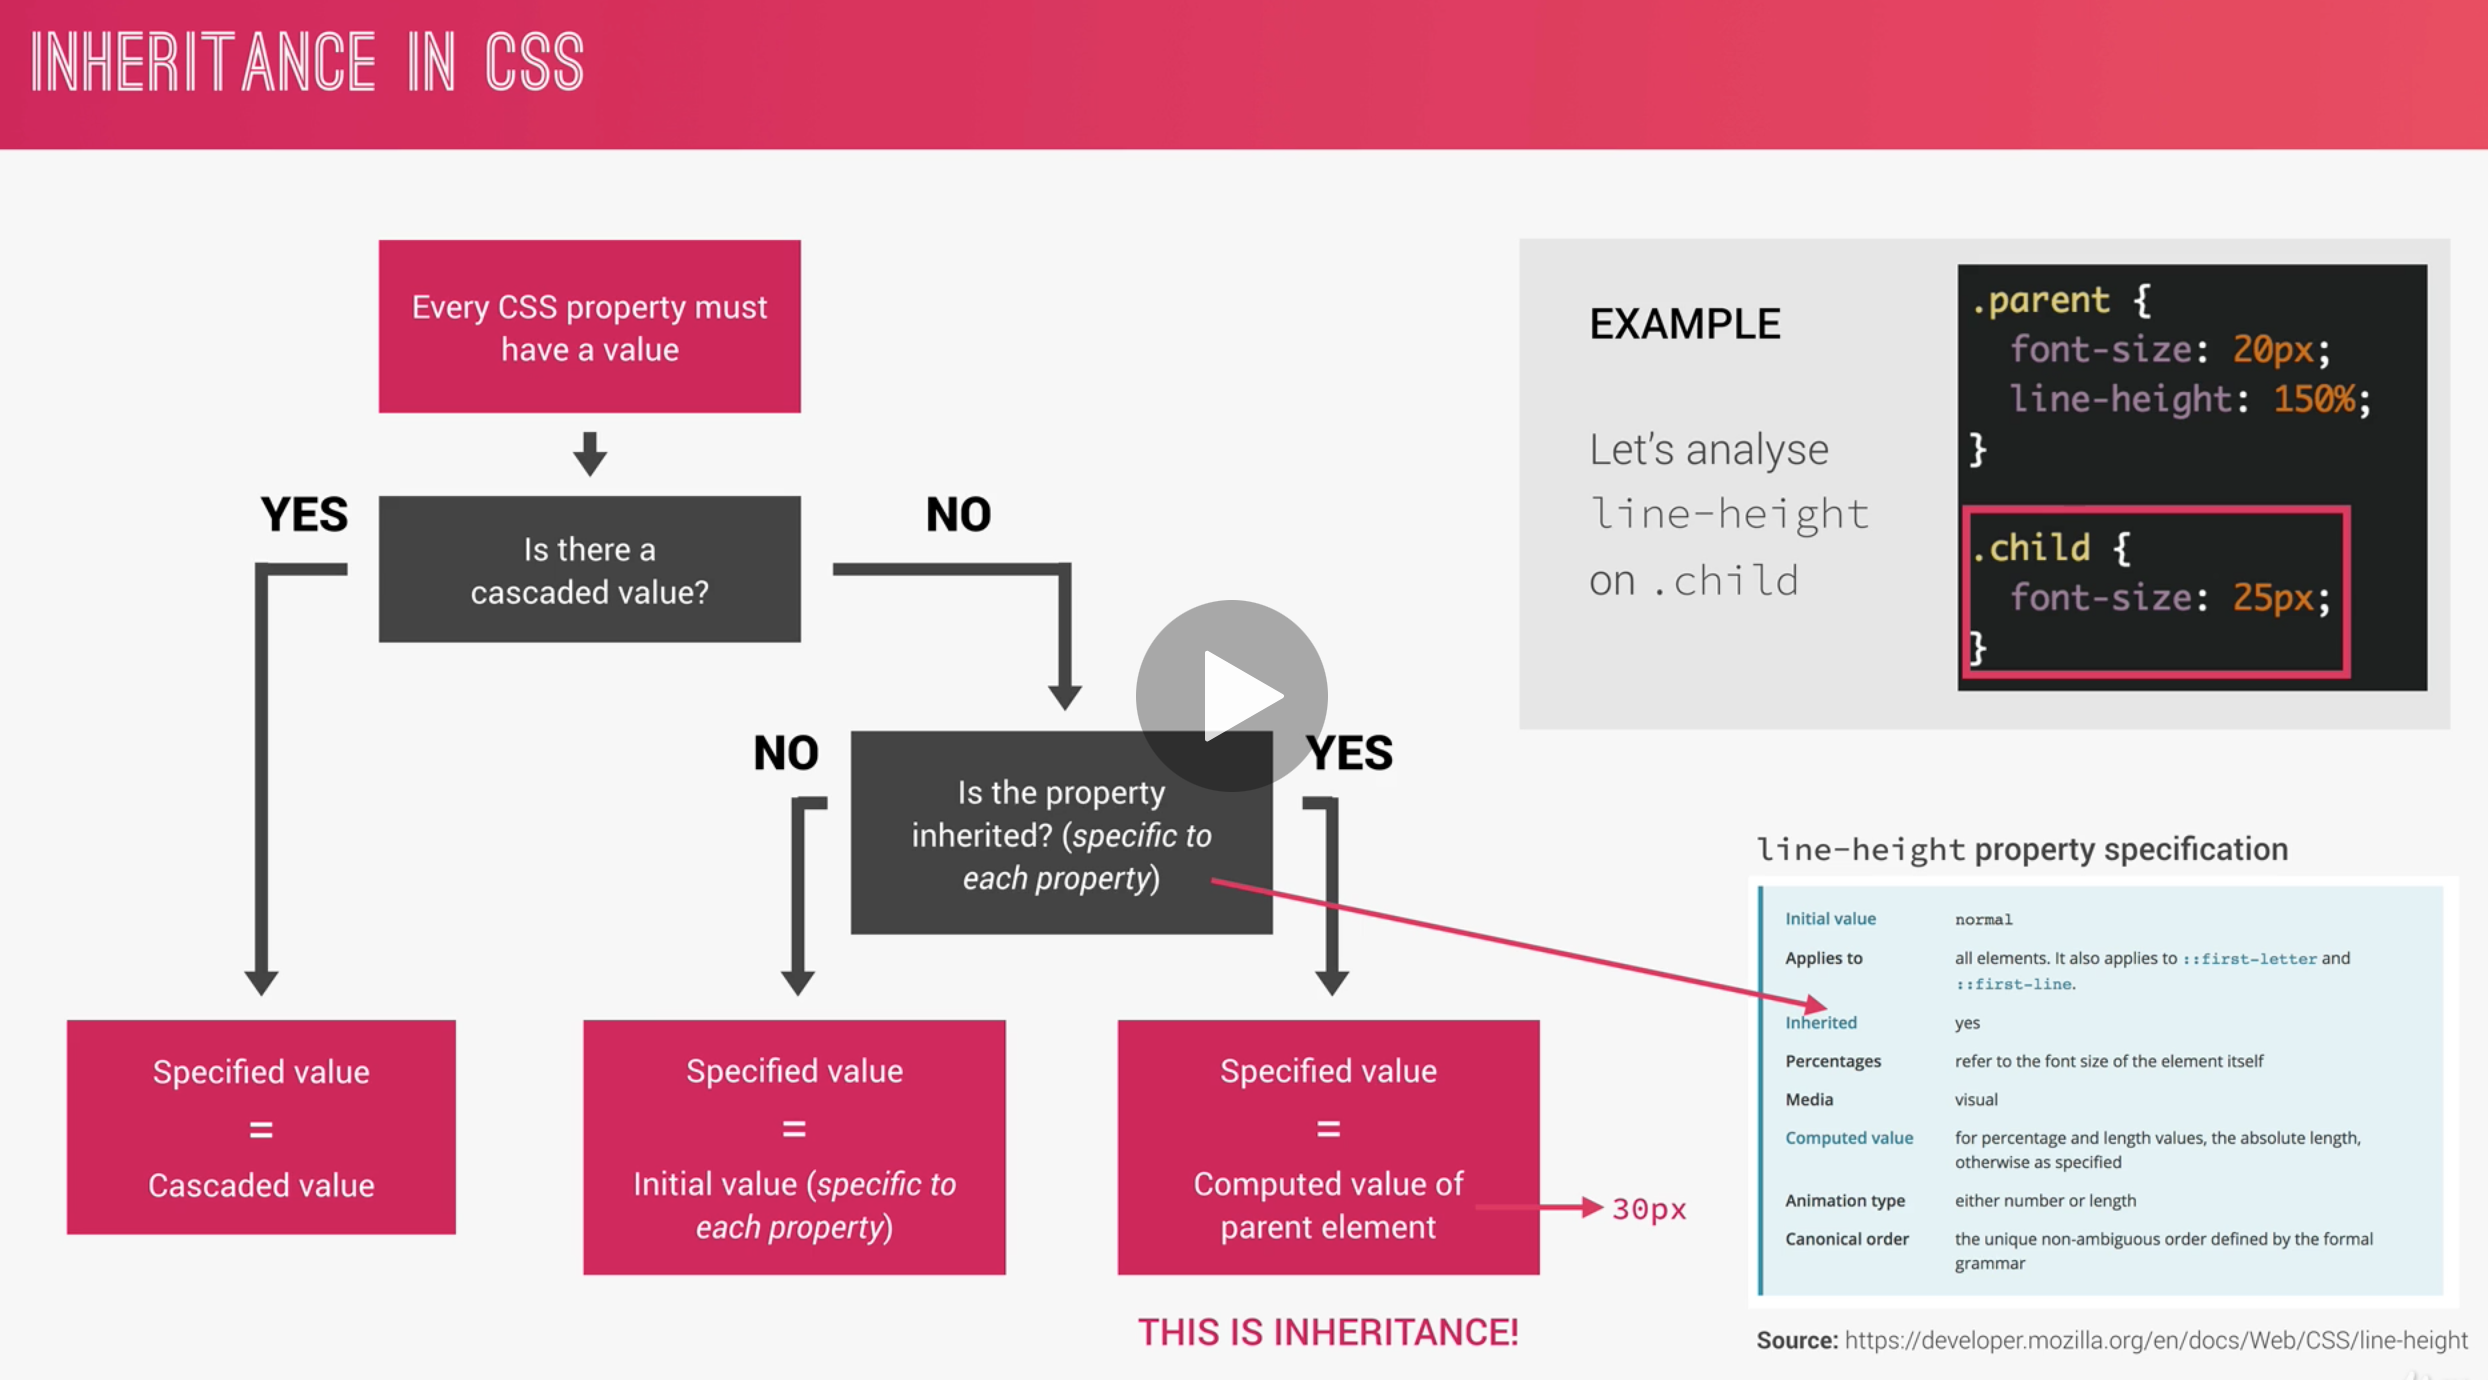 INHERITANCE IN CSS
Every CSS property must
have a value
YES
NO
Is there a
cascaded value?
NO
YES
Is the property
inherited? (specific to
each property)
Specified value
=
Cascaded value
Specified value
=
Initial value (specific to
each property)
Specified value
=
Computed value of
parent element
30px
THIS IS INHERITANCE!
EXAMPLE
Let's analyse
line-height
on .child
.parent {
font-size: 20px;
line-height: 150%;
}
.child {
font-size: 25px;
}
line-height property specification
Initial value normal
Applies to all elements. It also applies to ::first-letter and
::first-line.
Inherited yes
Percentages refer to the font size of the element itself
Media visual
Computed value for percentage and length values, the absolute length,
otherwise as specified
Animation type either number or length
Canonical order the unique non-ambiguous order defined by the formal
grammar
Source: https://developer.mozilla.org/en/docs/Web/CSS/line-height